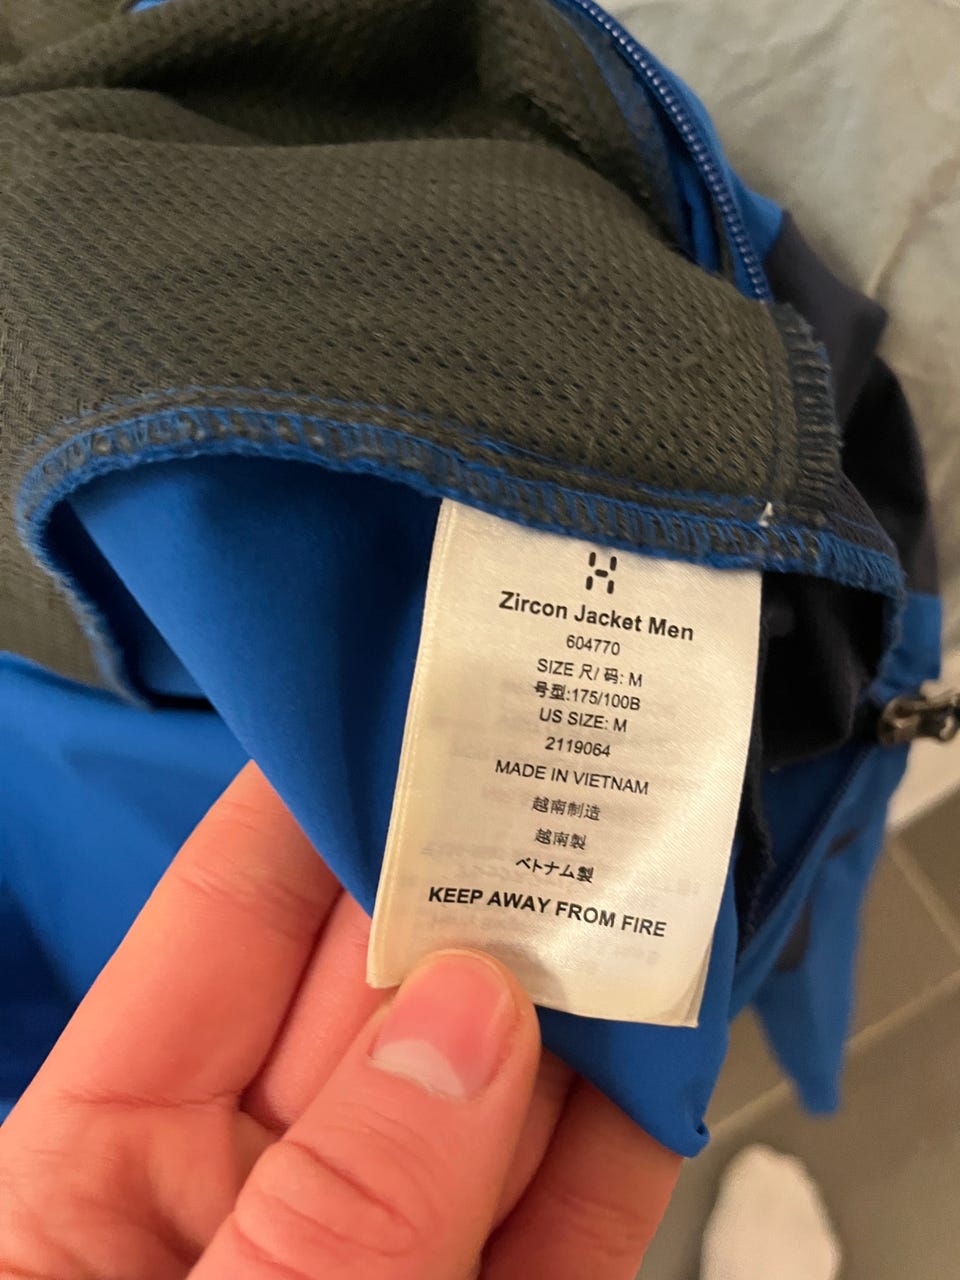 Zircon Jacket Men
604770
SIZE 尺/ 码: M
号型:175/100B
US SIZE: M
2119064
MADE IN VIETNAM
越南制造
越南製
ベトナム製
KEEP AWAY FROM FIRE